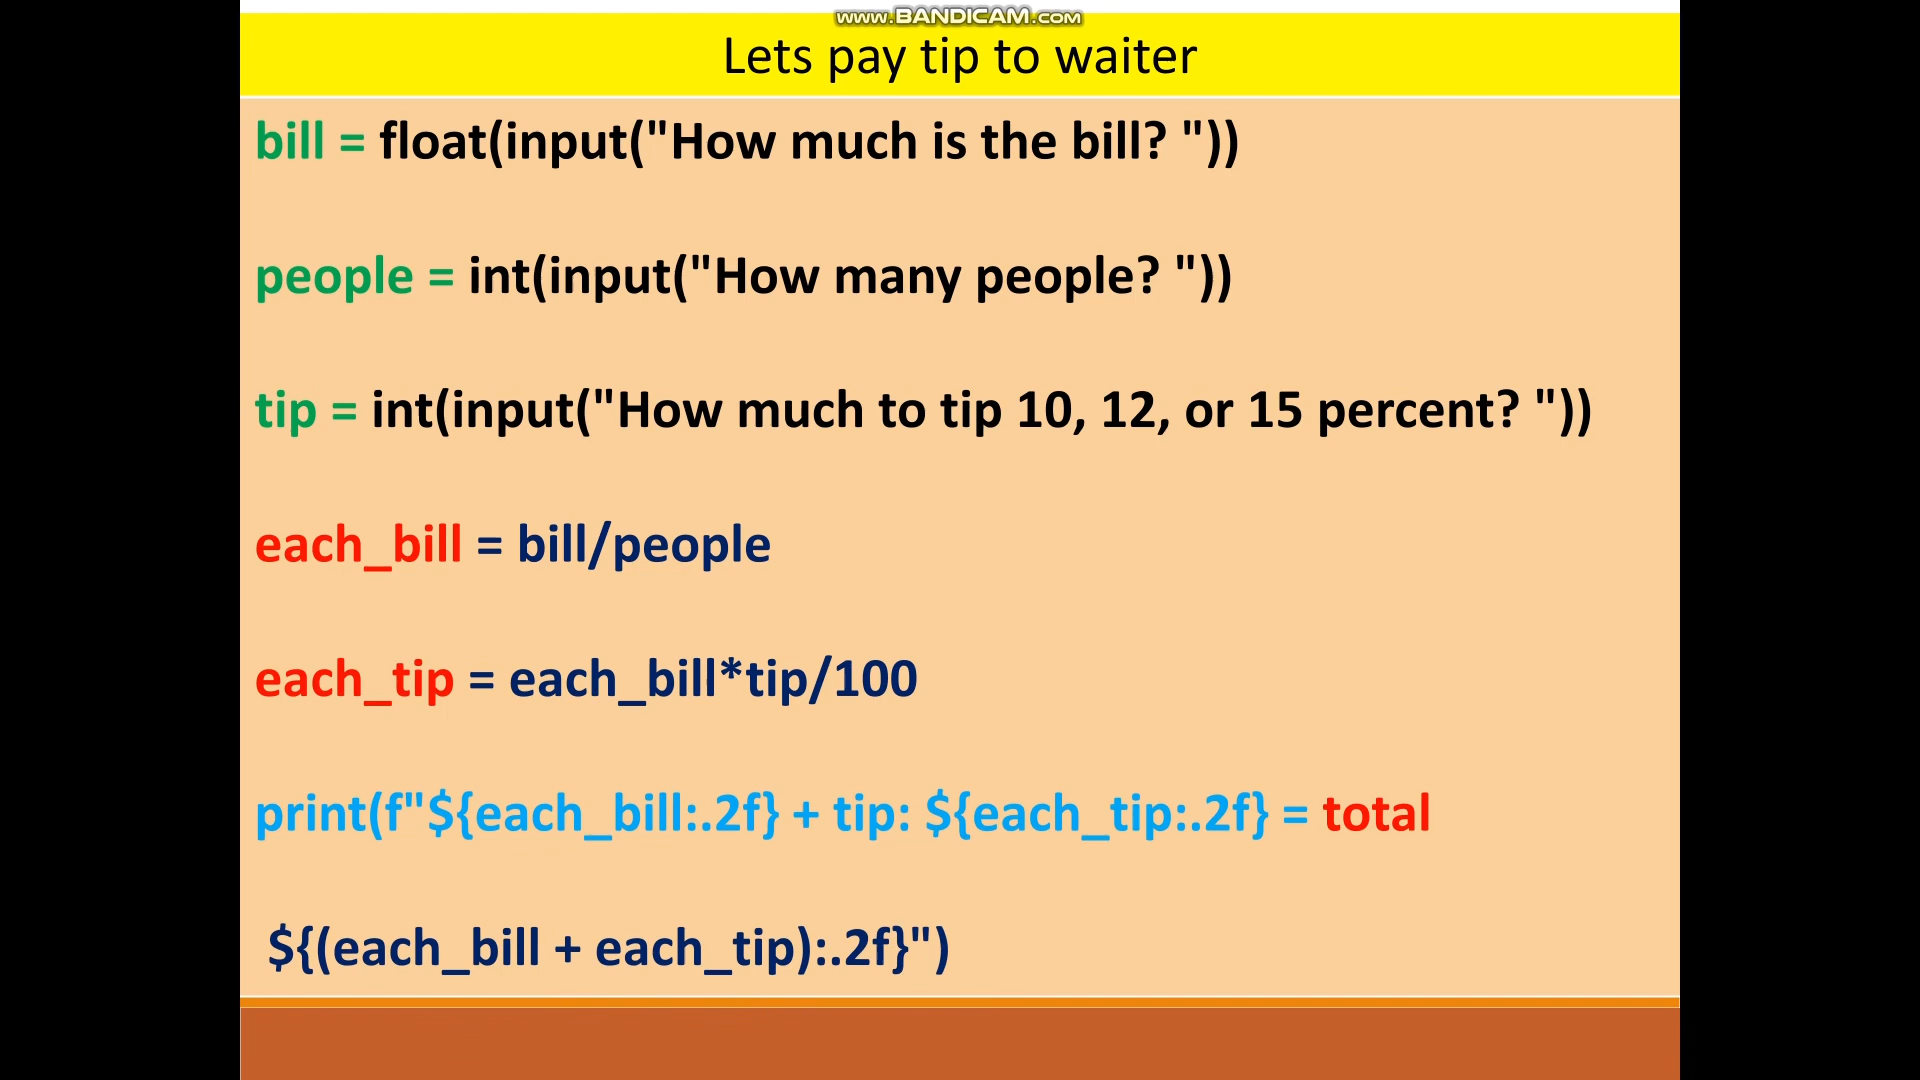 www.BANDICAM.com
Lets pay tip to waiter
bill = float(input("How much is the bill? "))
people = int(input("How many people? "))
tip = int(input("How much to tip 10, 12, or 15 percent? "))
each_bill = bill/people
each_tip = each_bill*tip/100
print(f"${each_bill:.2f} + tip: ${each_tip:.2f} = total
${(each_bill + each_tip):.2f}")